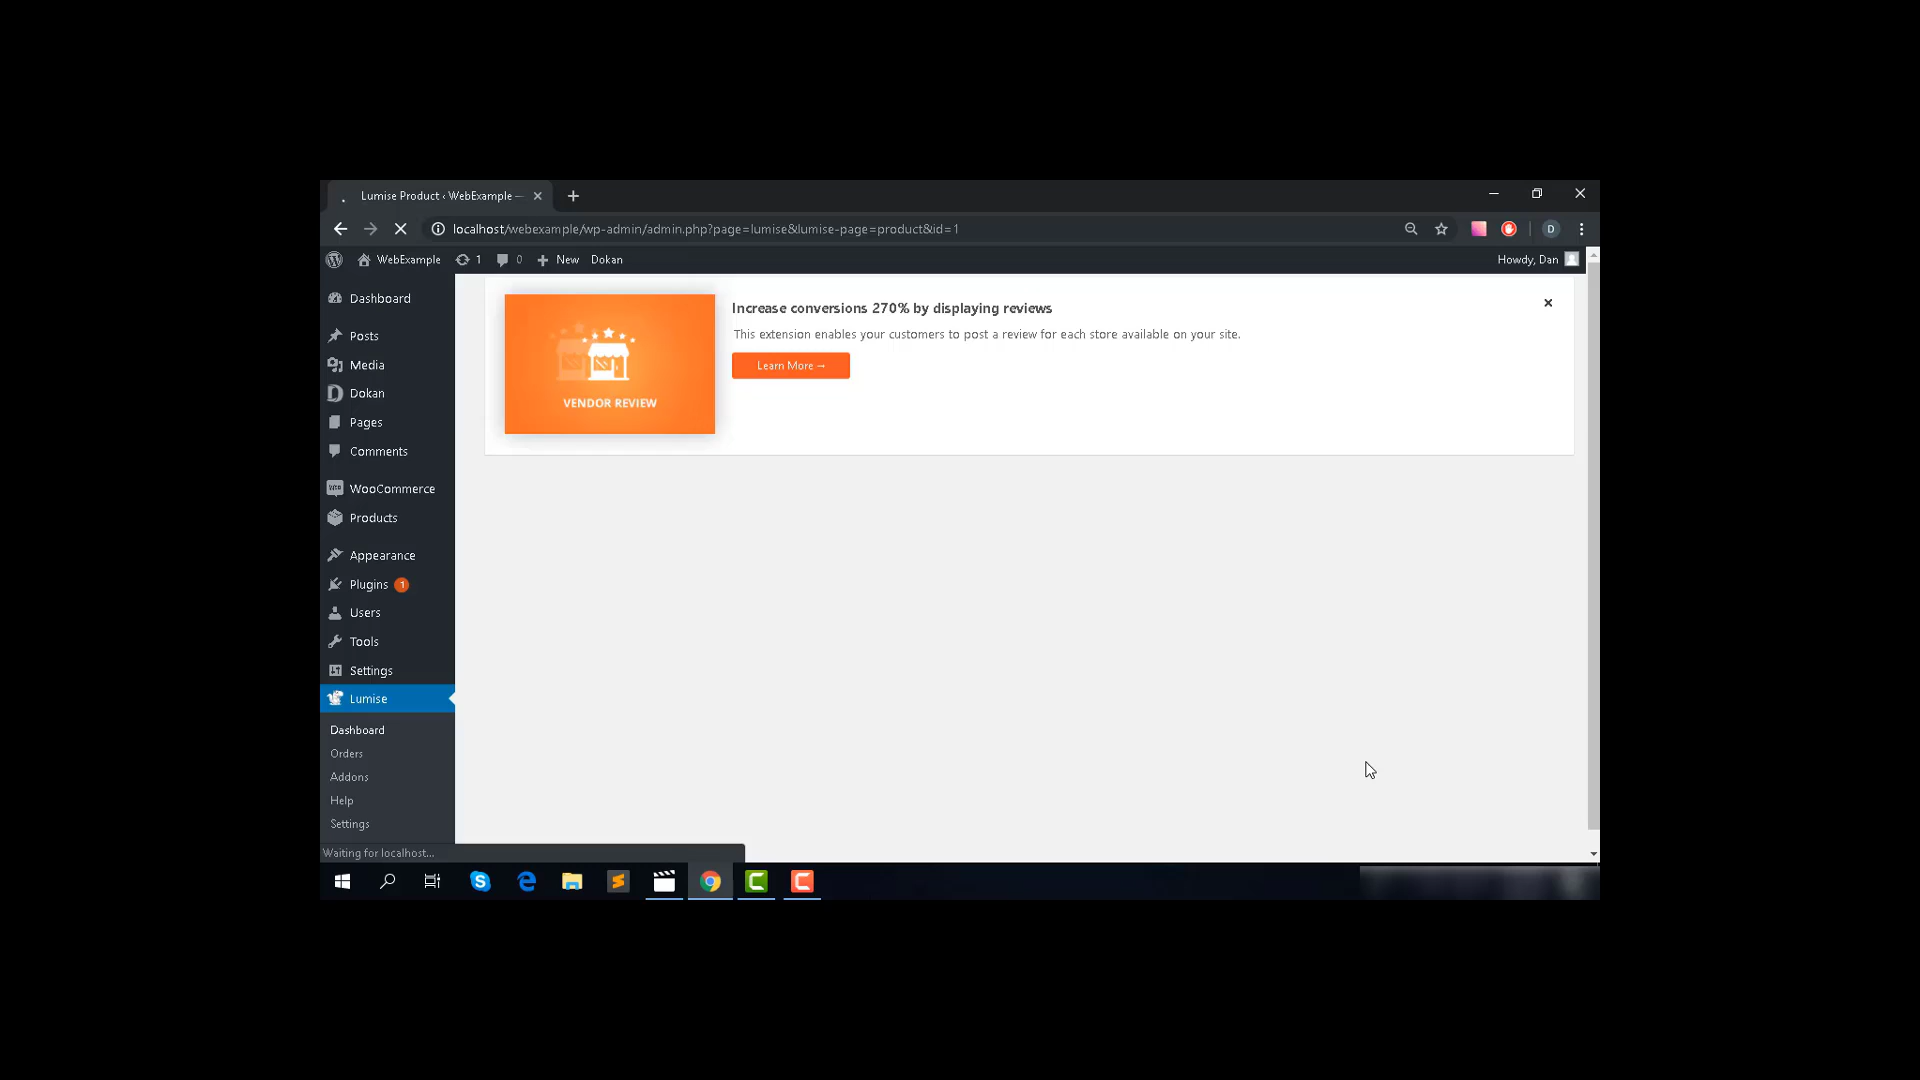 Lumise Product ‹ WebExample —
localhost/webexample/wp-admin/admin.php?page=lumise&lumise-page=product&id=1
D
WebExample 1 0 New Dokan
Howdy, Dan
Dashboard
Posts
Media
Dokan
Pages
Comments
WooCommerce
Products
Appearance
Plugins 1
Users
Tools
Settings
Lumise
Dashboard
Orders
Addons
Help
Settings
Waiting for localhost...
VENDOR REVIEW
Increase conversions 270% by displaying reviews
This extension enables your customers to post a review for each store available on your site.
Learn More →